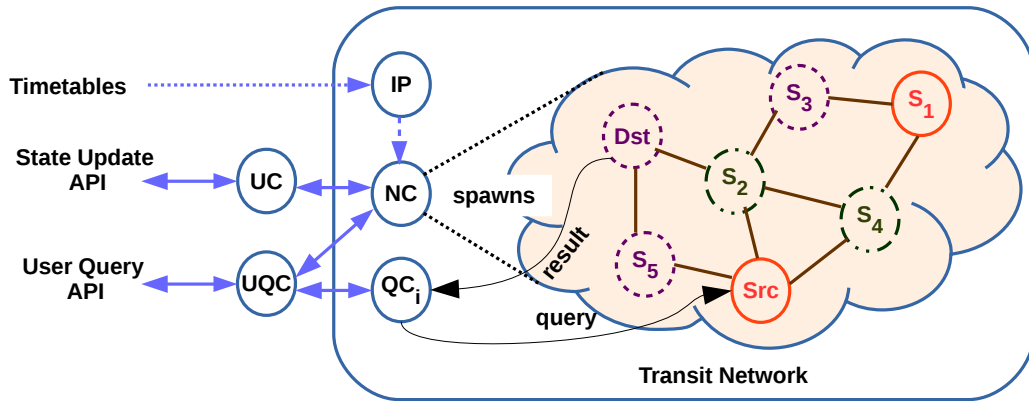 Timetables
IP
State Update
API
UC
NC
User Query
API
UQC
QCi
spawns
result
query
Dst
S3
S1
S2
S4
S5
Src
Transit Network